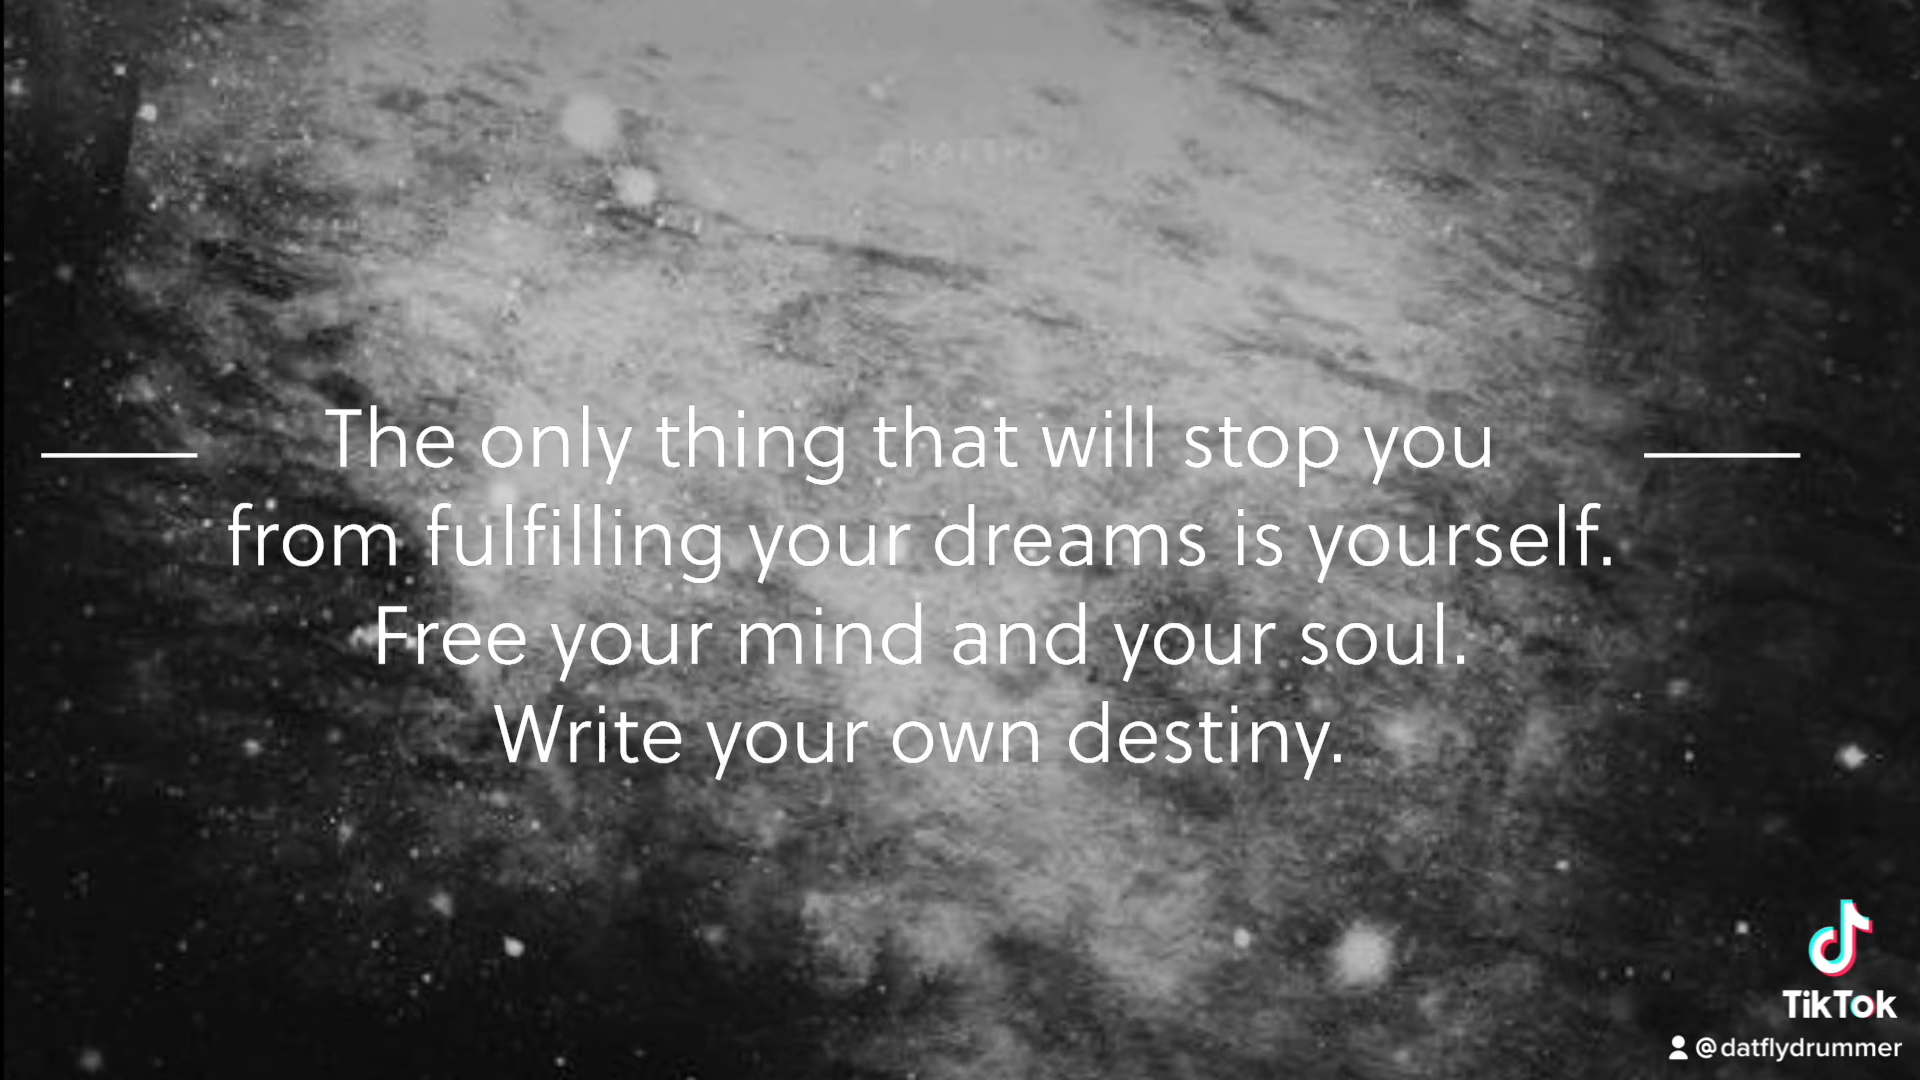 The only thing that will stop you
from fulfilling your dreams is yourself.
Free your mind and your soul.
Write your own destiny.
TikTok
@datflydrummer